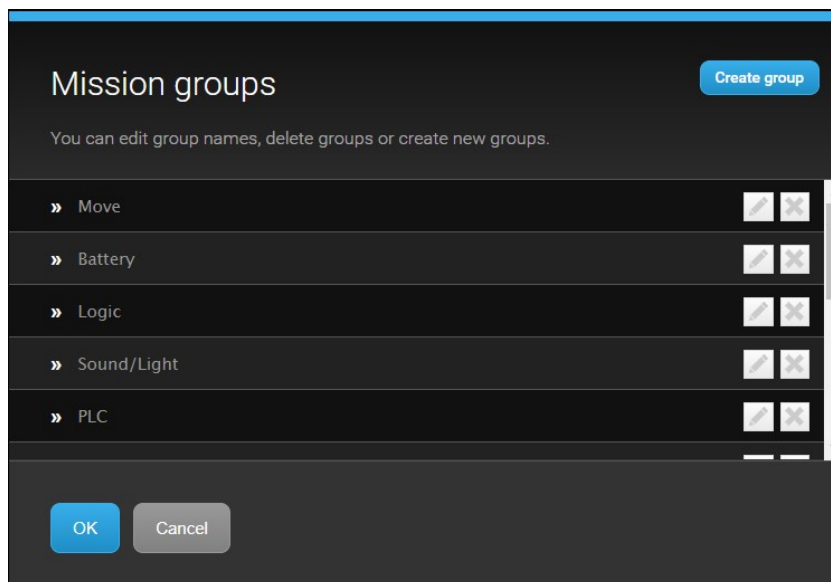 Mission groups
Create group
You can edit group names, delete groups or create new groups.
» Move
» Battery
» Logic
» Sound/Light
» PLC
OK
Cancel